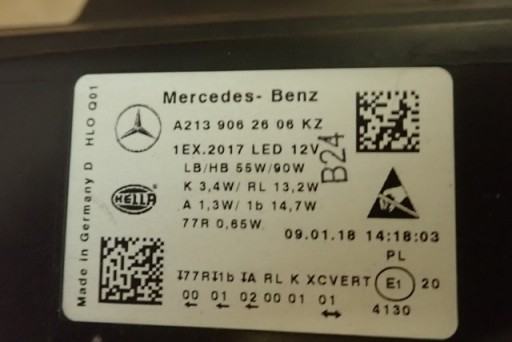 Mercedes- Benz
A213 906 26 06 KZ
1EX.2017 LED 12V
LB/HB 55W/90W
K 3,4W/ RL 13,2W
A 1,3W/ 1b 14,7W
77R 0,65W
B24
HELLA
09.01.18 14:18:03
PL
I77RI1b IA RL K XCVERT E1 20
00 01 02 00 01 01
4130
Made in Germany D HLO Q01